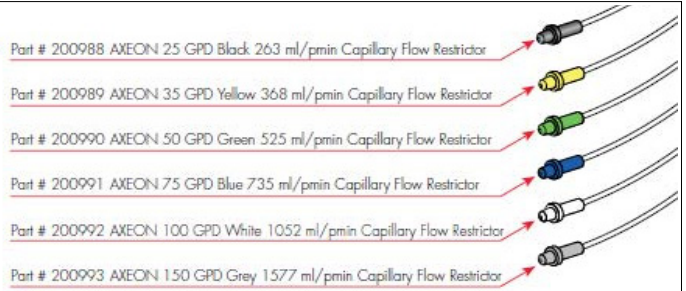 Part # 200988 AXEON 25 GPD Black 263 ml/pmin Capillary Flow Restrictor
Part # 200989 AXEON 35 GPD Yellow 368 ml/pmin Capillary Flow Restrictor
Part # 200990 AXEON 50 GPD Green 525 ml/pmin Capillary Flow Restrictor
Part # 200991 AXEON 75 GPD Blue 735 ml/pmin Capillary Flow Restrictor
Part # 200992 AXEON 100 GPD White 1052 ml/pmin Capillary Flow Restrictor
Part # 200993 AXEON 150 GPD Grey 1577 ml/pmin Capillary Flow Restrictor